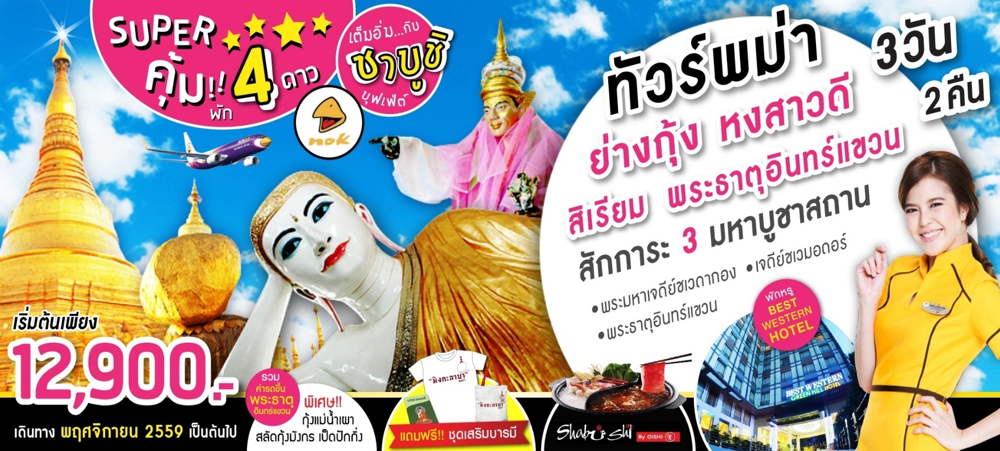 SUPER
คุ้ม!!
พัก 4 ดาว
เต็มอิ่ม...กับ
ชาบูชิ
บุฟเฟ่ต์
nok
ทัวร์พม่า 3วัน
2คืน
ย่างกุ้ง หงสาวดี
สิเรียม พระธาตุอินทร์แขวน
สักการะ 3 มหาบูชาสถาน
•พระมหาเจดีย์ชเวดากอง •เจดีย์ชเวมอดอร์
•พระธาตุอินทร์แขวน
พักหรู
BEST
WESTERN
HOTEL
BEST WESTERN
GREEN HILL HOTEL
เริ่มต้นเพียง
12,900.-
เดินทาง พฤศจิกายน 2559 เป็นต้นไป
รวม
ค่ารถขึ้น
พระธาตุ
อินทร์แขวน
พิเศษ!!
กุ้งแม่น้ำเผา
สลัดกุ้งมังกร เป็ดปักกิ่ง
"มิงกะลาบา"
พม่า
"มิงกะลาบา"
แถมฟรี!! ชุดเสริมบารมี
Shabu shi
By OISHI